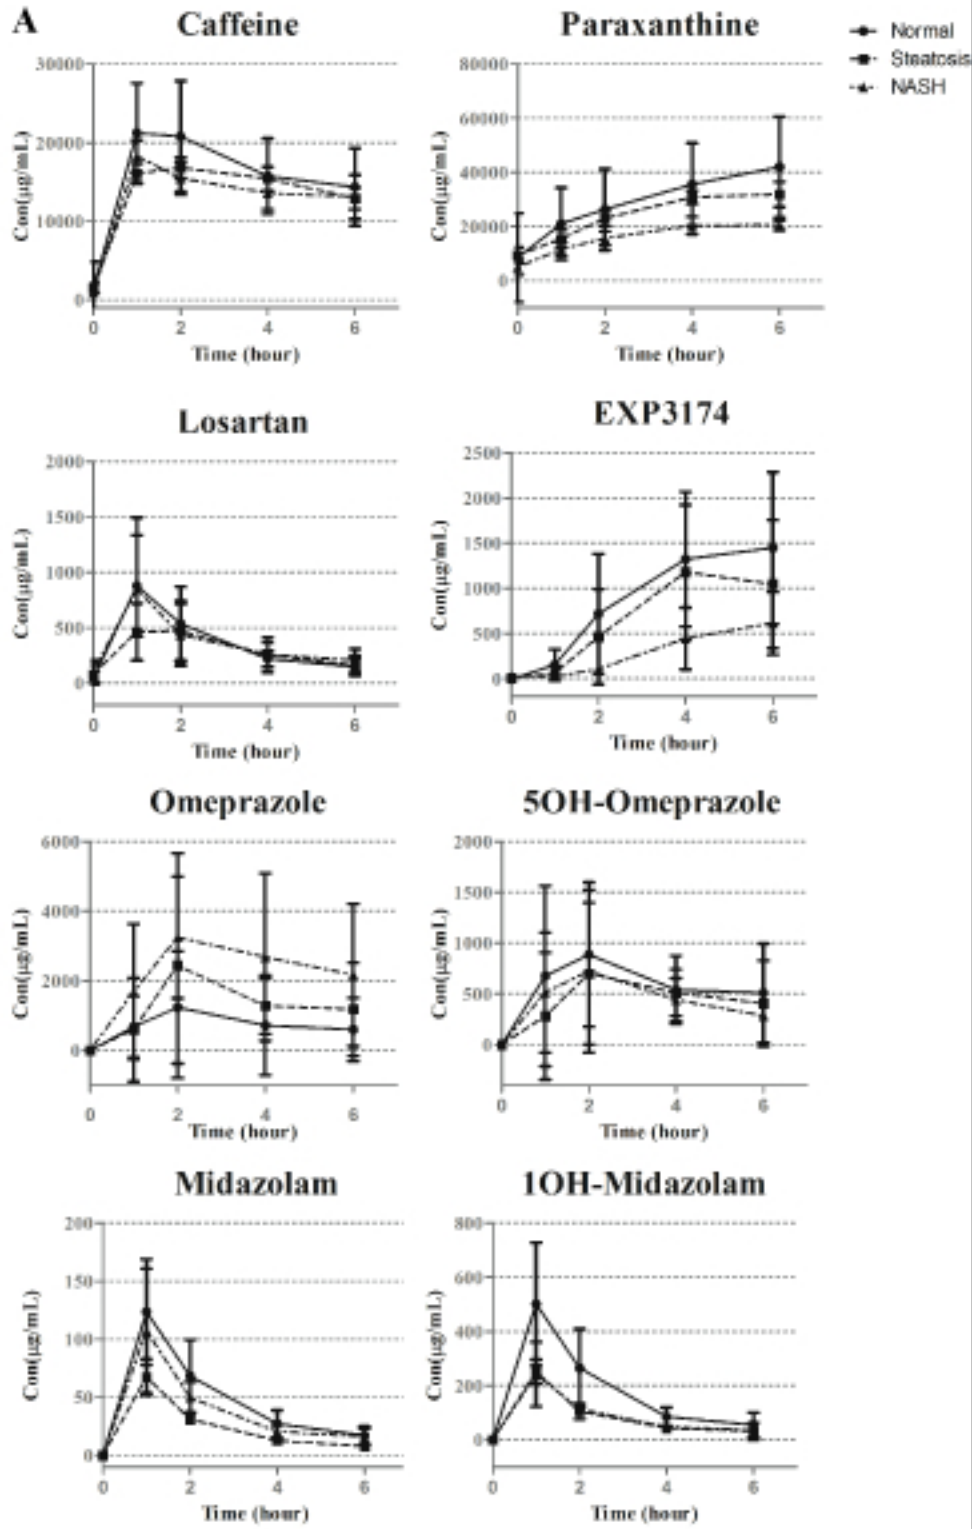 A
Caffeine
Paraxanthine
Normal
Steatosis
NASH
30000
20000
10000
0
Con(μg/mL)
0 2 4 6
Time (hour)
80000
60000
40000
20000
0
Con(μg/mL)
0 2 4 6
Time (hour)
Losartan
EXP3174
2000
1500
1000
500
0
Con(μg/mL)
0 2 4 6
Time (hour)
2500
2000
1500
1000
500
0
Con(μg/mL)
0 2 4 6
Time (hour)
Omeprazole
5OH-Omeprazole
6000
4000
2000
0
Con(μg/mL)
0 2 4 6
Time (hour)
2000
1500
1000
500
0
Con(μg/mL)
0 2 4 6
Time (hour)
Midazolam
1OH-Midazolam
200
150
100
50
0
Con(μg/mL)
0 2 4 6
Time (hour)
800
600
400
200
0
Con(μg/mL)
0 2 4 6
Time (hour)